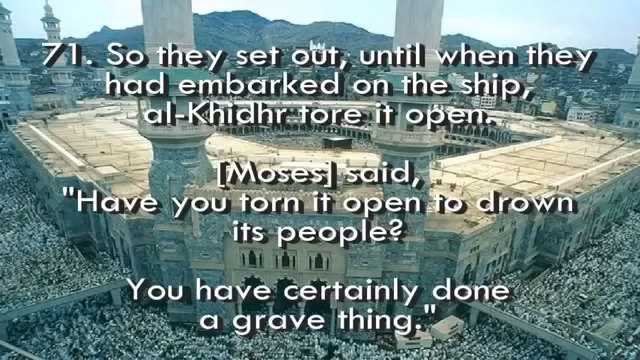 71. So they set out, until when they
had embarked on the ship,
al-Khidhr tore it open.
[Moses] said,
"Have you torn it open to drown
its people?
You have certainly done
a grave thing."